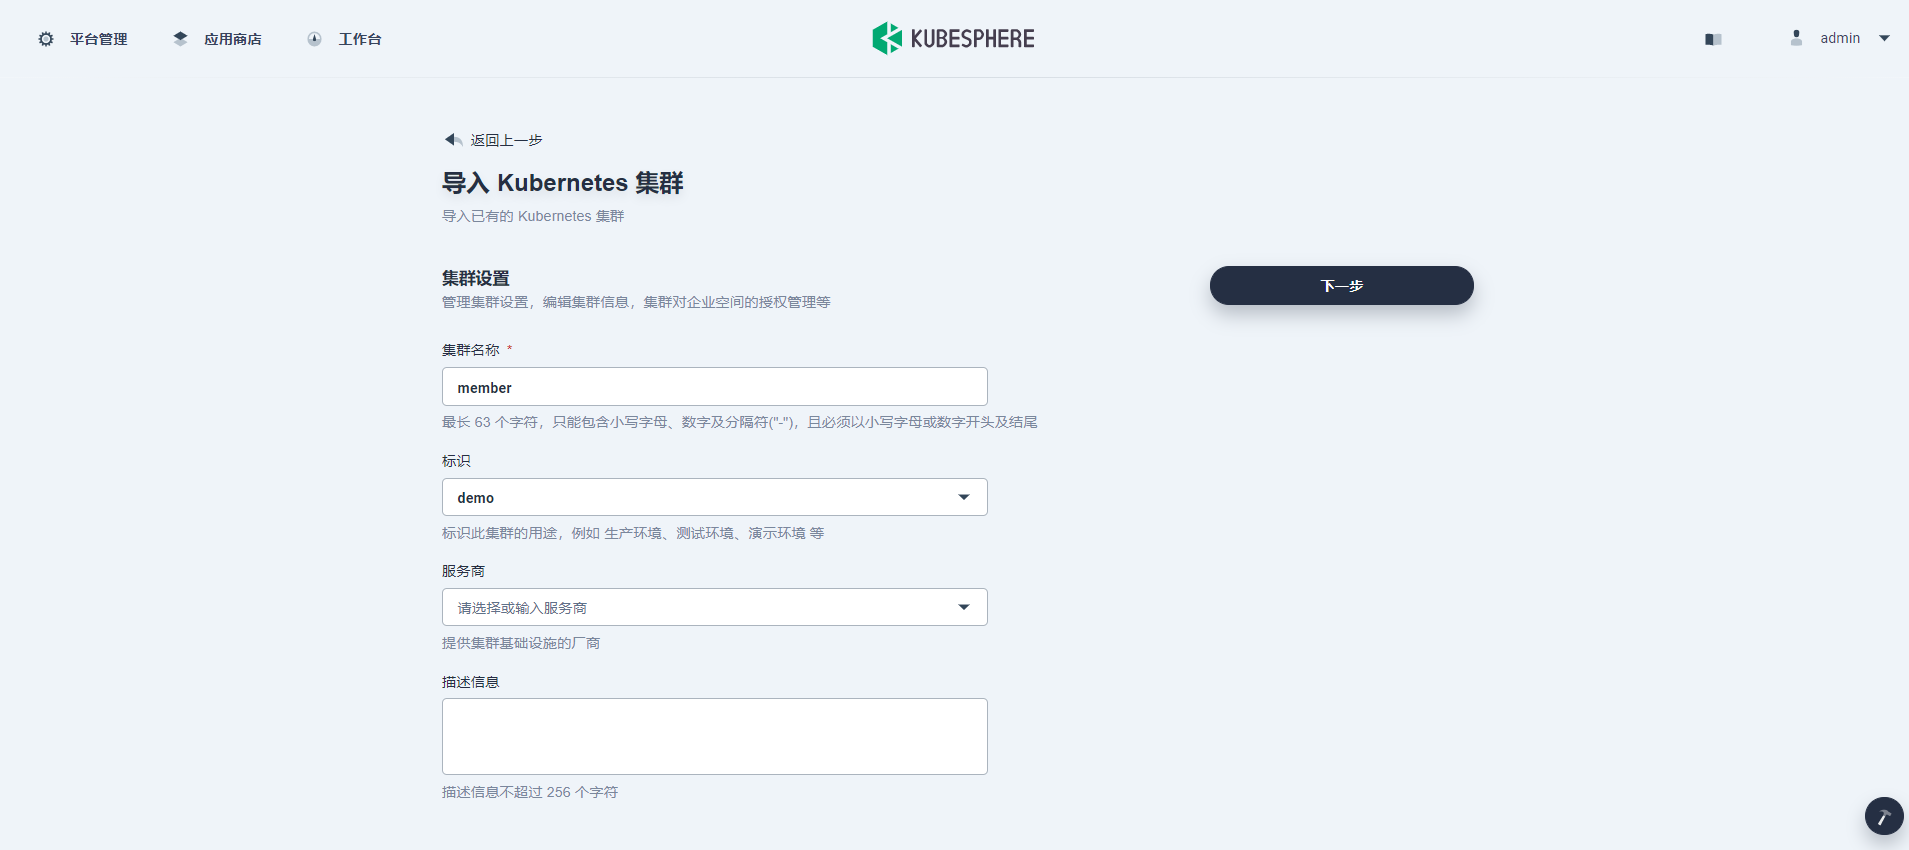 平台管理
应用商店
工作台
KUBESPHERE
admin
返回上一步
导入 Kubernetes 集群
导入已有的 Kubernetes 集群
集群设置
管理集群设置，编辑集群信息，集群对企业空间的授权管理等
下一步
集群名称 *
member
最长 63 个字符，只能包含小写字母、数字及分隔符("-")，且必须以小写字母或数字开头及结尾
标识
demo
标识此集群的用途，例如 生产环境、测试环境、演示环境 等
服务商
请选择或输入服务商
提供集群基础设施的厂商
描述信息
描述信息不超过 256 个字符